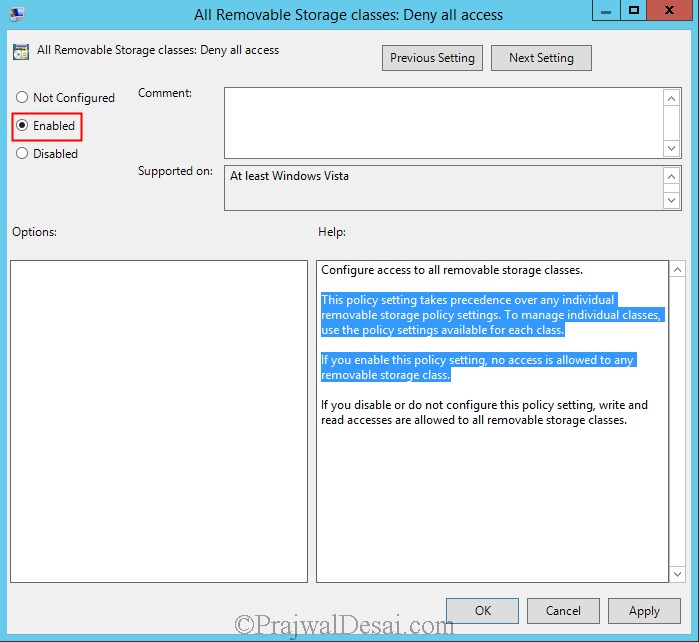 All Removable Storage classes: Deny all access
All Removable Storage classes: Deny all access
Previous Setting
Next Setting
Not Configured
Enabled
Disabled
Comment:
Supported on:
At least Windows Vista
Options:
Help:
Configure access to all removable storage classes.
This policy setting takes precedence over any individual
removable storage policy settings. To manage individual classes,
use the policy settings available for each class.
If you enable this policy setting, no access is allowed to any
removable storage class.
If you disable or do not configure this policy setting, write and
read accesses are allowed to all removable storage classes.
OK
Cancel
Apply
©PrajwalDesai.com